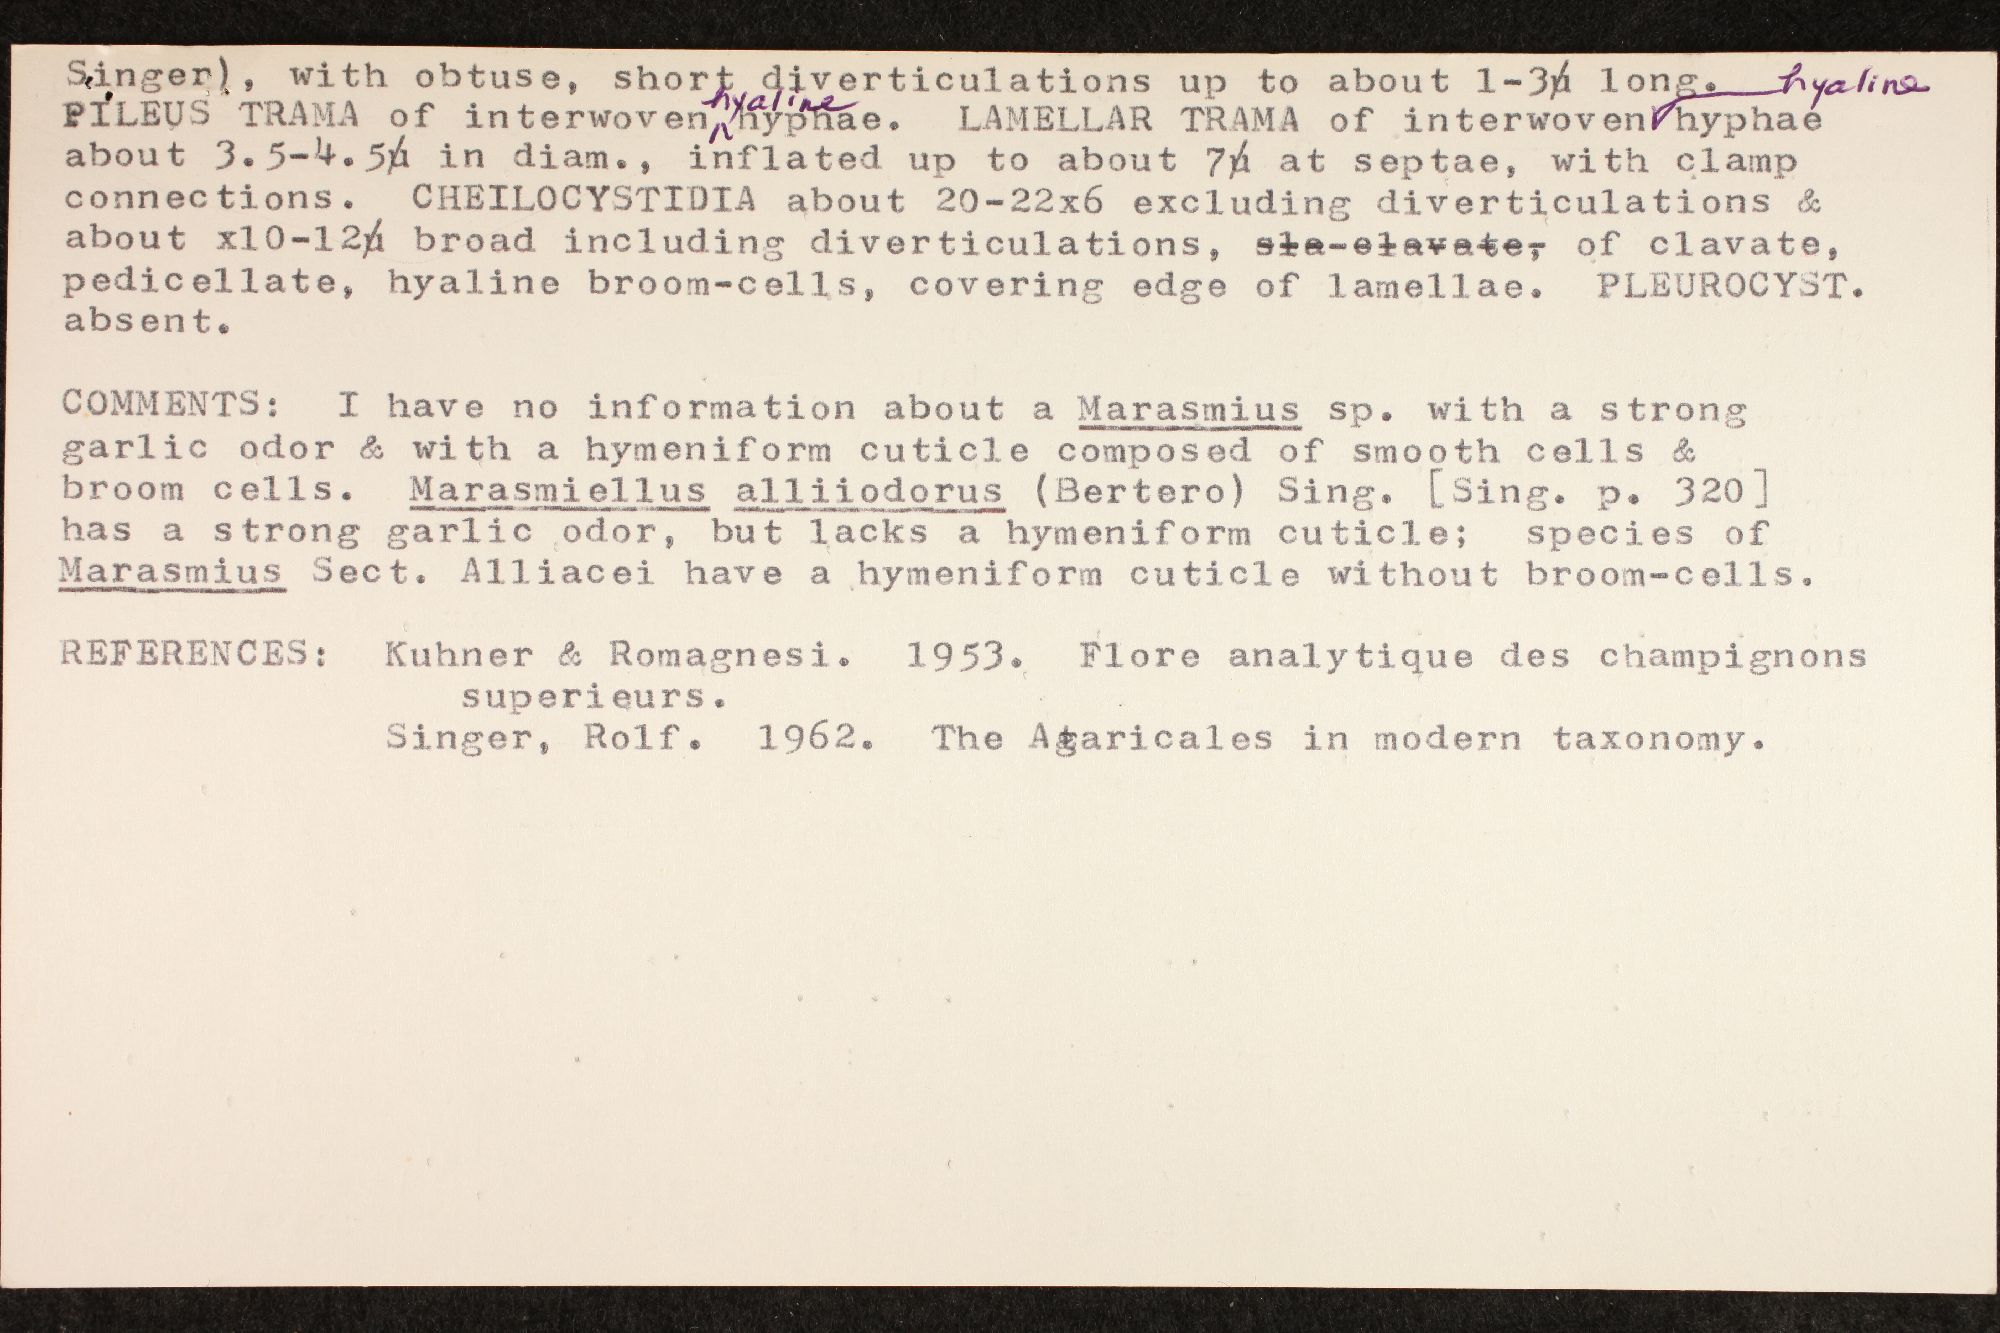 Singer), with obtuse, short diverticulations up to about 1-3µ long. hyaline
PILEUS TRAMA of interwoven hyaline hyphae. LAMELLAR TRAMA of interwoven hyphae
about 3.5-4.5µ in diam., inflated up to about 7µ at septae, with clamp
connections. CHEILOCYSTIDIA about 20-22x6 excluding diverticulations &
about x10-12µ broad including diverticulations, sla-clavate, of clavate,
pedicellate, hyaline broom-cells, covering edge of lamellae. PLEUROCYST.
absent.
COMMENTS: I have no information about a Marasmius sp. with a strong
garlic odor & with a hymeniform cuticle composed of smooth cells &
broom cells. Marasmiellus alliiodorus (Bertero) Sing. [Sing. p. 320]
has a strong garlic odor, but lacks a hymeniform cuticle; species of
Marasmius Sect. Alliacei have a hymeniform cuticle without broom-cells.
REFERENCES: Kuhner & Romagnesi. 1953. Flore analytique des champignons
superieurs.
Singer, Rolf. 1962. The Agaricales in modern taxonomy.